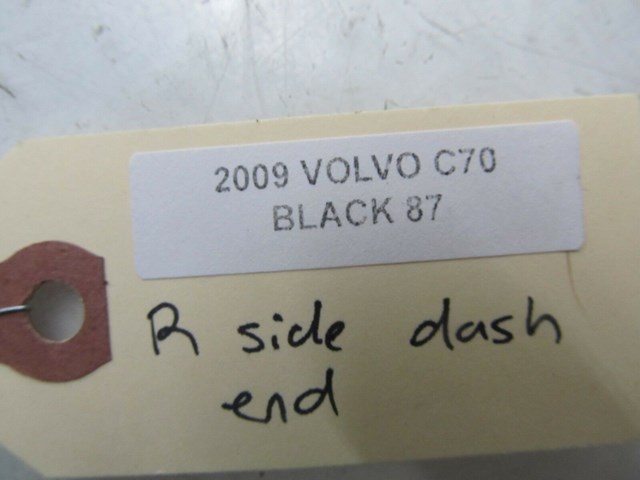 2009 VOLVO C70
BLACK 87
R side dash
end